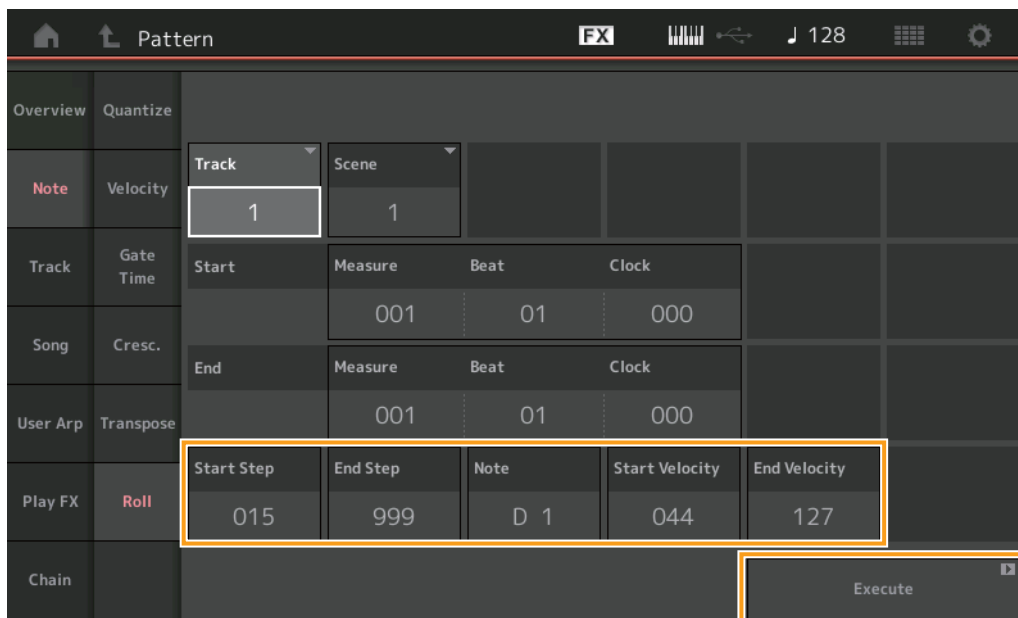 Pattern FX ♩ 128
Overview Quantize
Track Scene
Note Velocity
1 1
Track Gate Time Start Measure Beat Clock
001 01 000
Song Cresc.
End Measure Beat Clock
User Arp Transpose 001 01 000
Start Step End Step Note Start Velocity End Velocity
Play FX Roll 015 999 D 1 044 127
Chain Execute